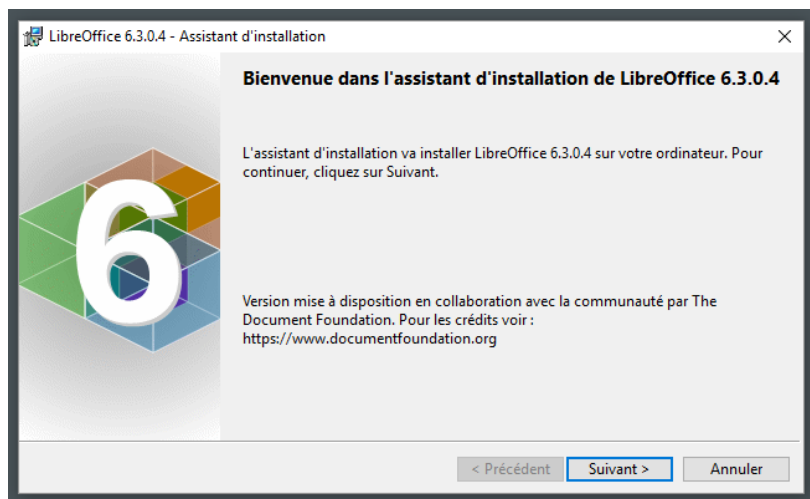 LibreOffice 6.3.0.4 - Assistant d'installation
Bienvenue dans l'assistant d'installation de LibreOffice 6.3.0.4
L'assistant d'installation va installer LibreOffice 6.3.0.4 sur votre ordinateur. Pour
continuer, cliquez sur Suivant.
6
Version mise à disposition en collaboration avec la communauté par The
Document Foundation. Pour les crédits voir :
https://www.documentfoundation.org
< Précédent
Suivant >
Annuler